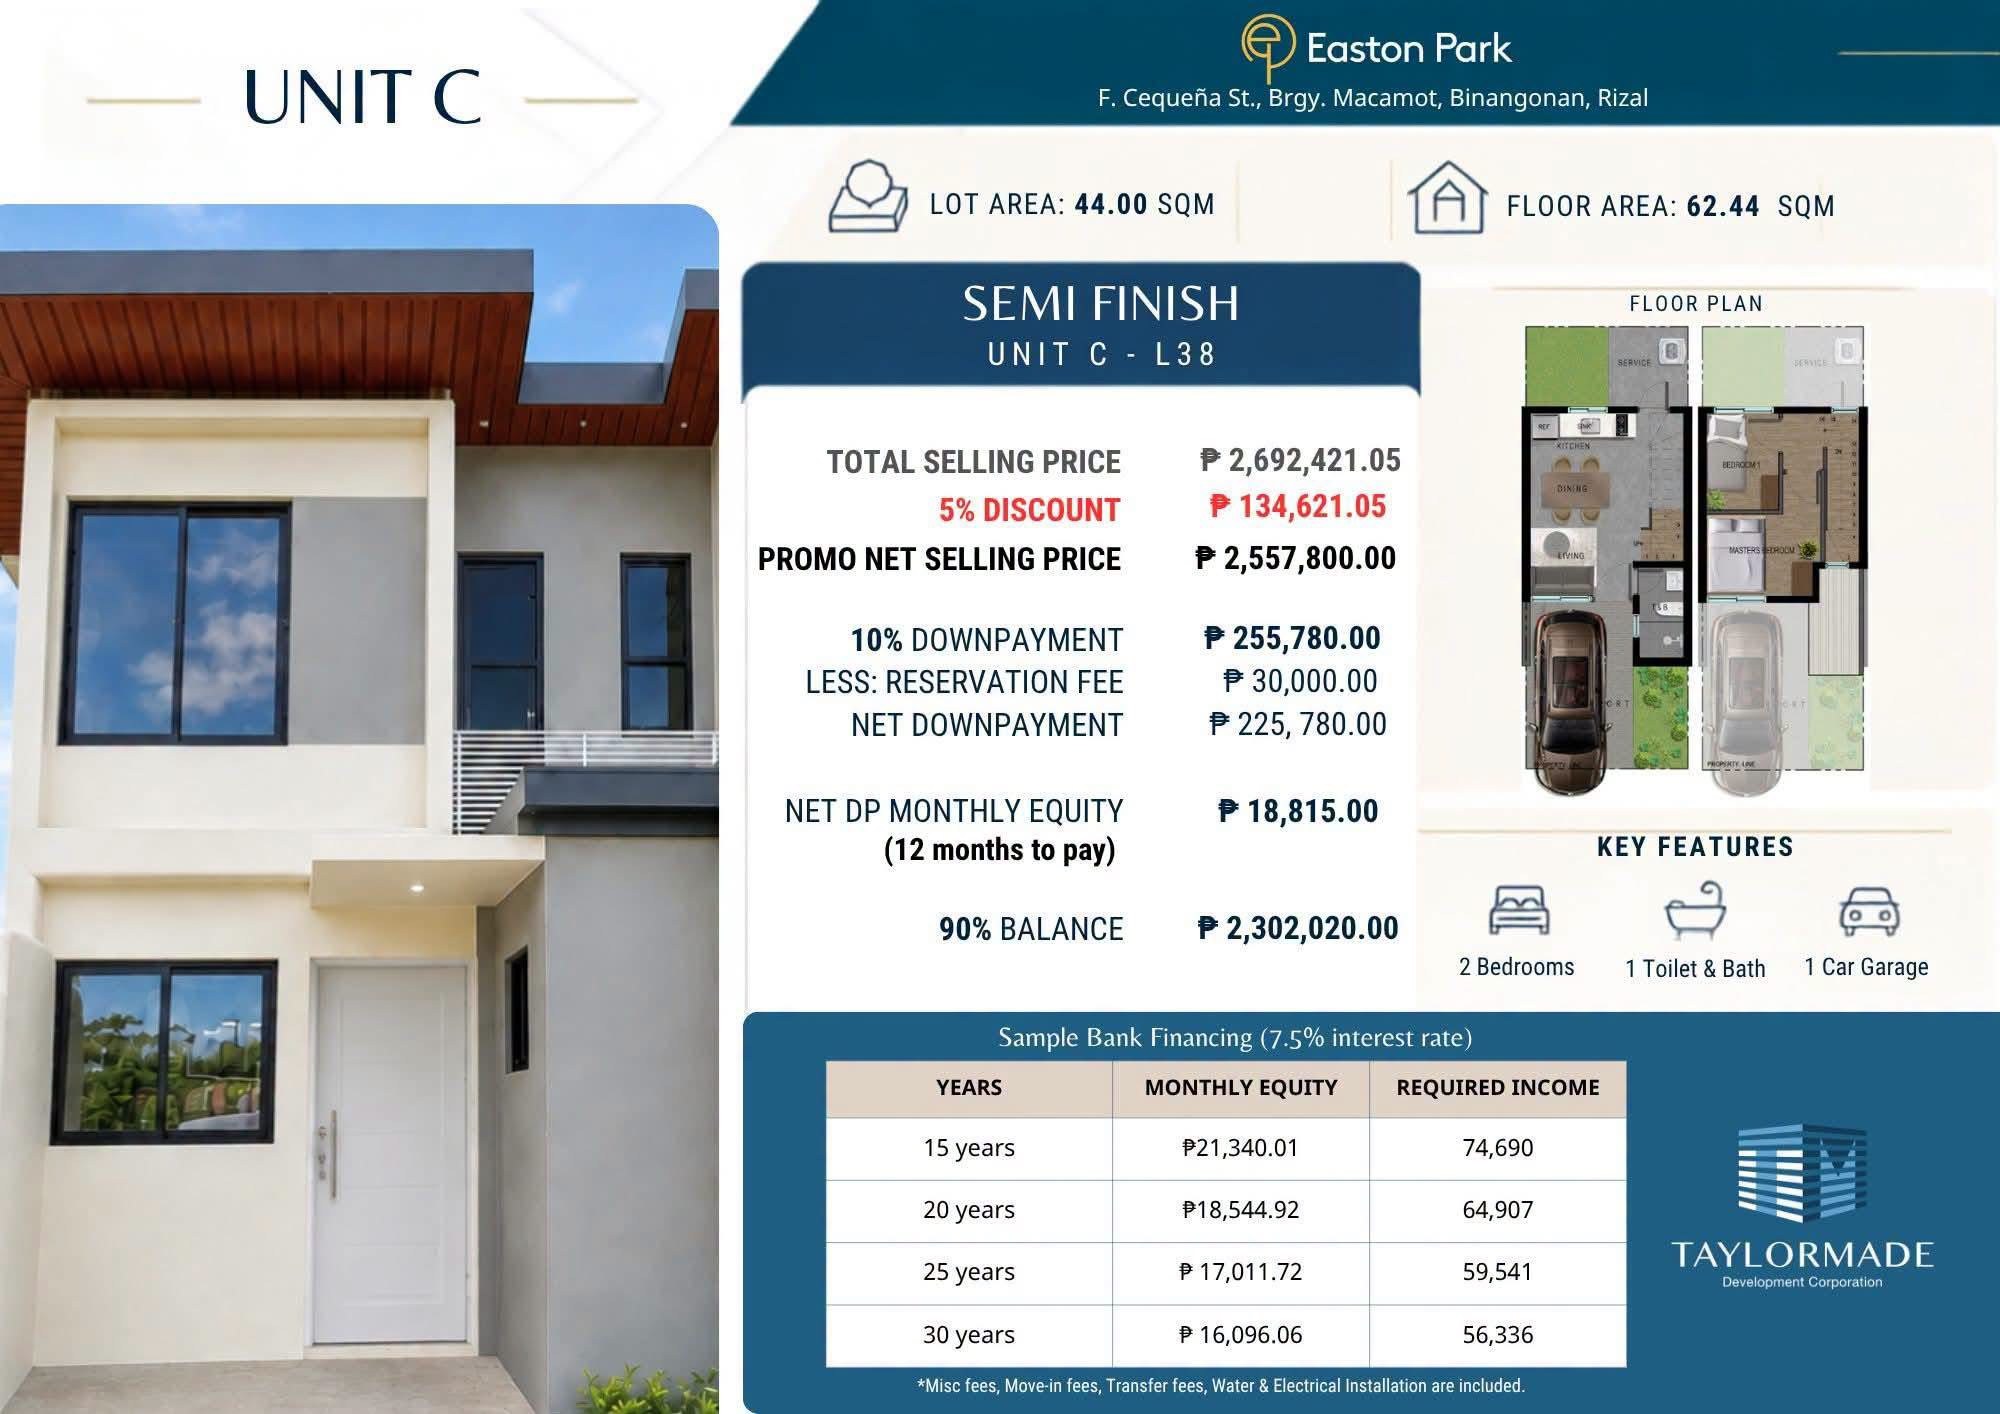 UNIT C
Easton Park
F. Cequeña St., Brgy. Macamot, Binangonan, Rizal
LOT AREA: 44.00 SQM
FLOOR AREA: 62.44 SQM
SEMI FINISH
UNIT C - L38
TOTAL SELLING PRICE ₱ 2,692,421.05
5% DISCOUNT ₱ 134,621.05
PROMO NET SELLING PRICE ₱ 2,557,800.00
10% DOWNPAYMENT ₱ 255,780.00
LESS: RESERVATION FEE ₱ 30,000.00
NET DOWNPAYMENT ₱ 225, 780.00
NET DP MONTHLY EQUITY ₱ 18,815.00
(12 months to pay)
90% BALANCE ₱ 2,302,020.00
FLOOR PLAN
SERVICE
SERVICE
REF
SINK
KITCHEN
DINING
LIVING
UP
T&B
PROPERTY LINE
BEDROOM 1
DN
MASTERS BEDROOM
PROPERTY LINE
KEY FEATURES
2 Bedrooms
1 Toilet & Bath
1 Car Garage
Sample Bank Financing (7.5% interest rate)
YEARS MONTHLY EQUITY REQUIRED INCOME
15 years ₱21,340.01 74,690
20 years ₱18,544.92 64,907
25 years ₱ 17,011.72 59,541
30 years ₱ 16,096.06 56,336
*Misc fees, Move-in fees, Transfer fees, Water & Electrical Installation are included.
TAYLORMADE
Development Corporation